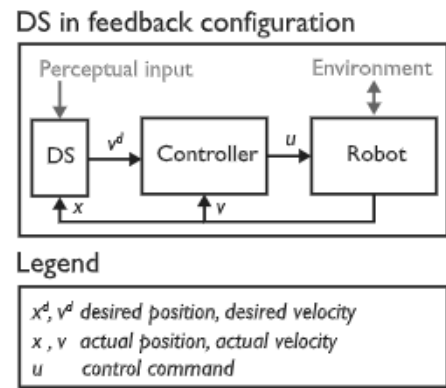 DS in feedback configuration
Perceptual input
Environment
DS
v^d
Controller
u
Robot
x
v
Legend
x^d, v^d desired position, desired velocity
x , v actual position, actual velocity
u control command